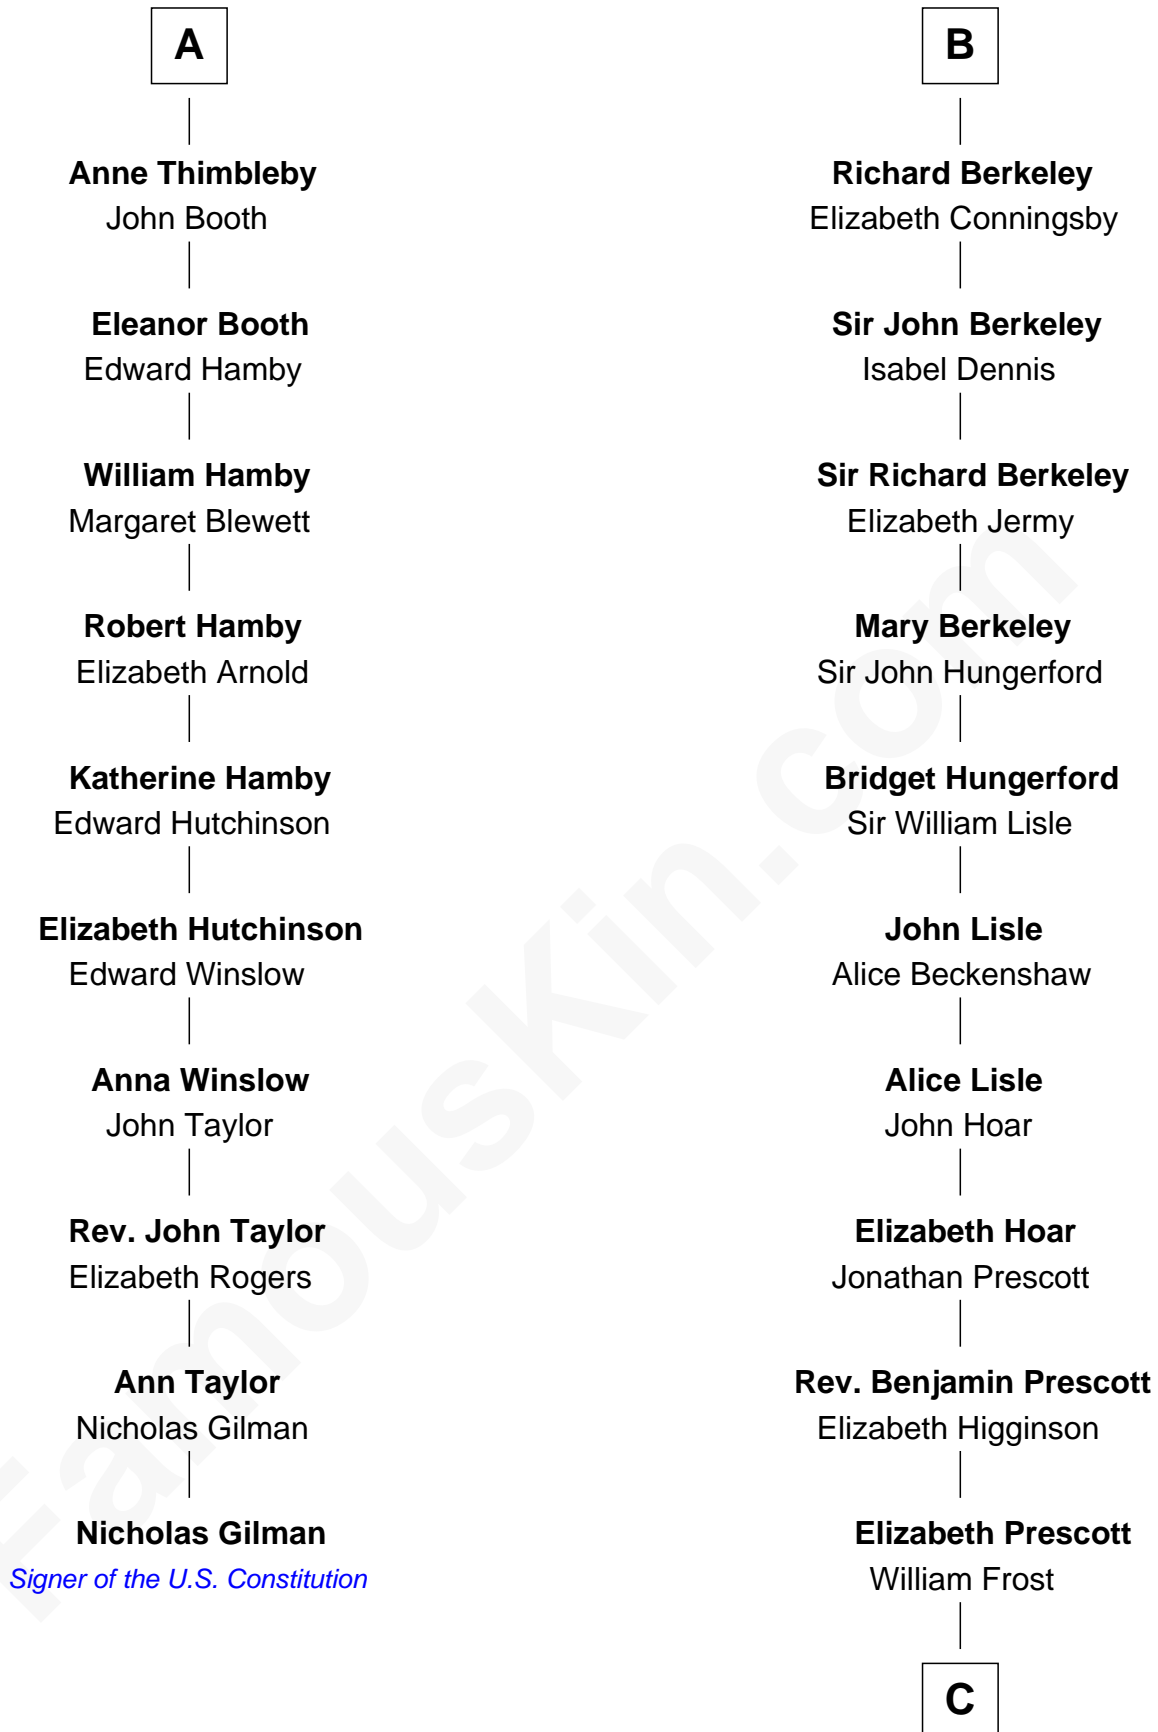 A
Anne Thimbleby
John Booth
Eleanor Booth
Edward Hamby
William Hamby
Margaret Blewett
Robert Hamby
Elizabeth Arnold
Katherine Hamby
Edward Hutchinson
Elizabeth Hutchinson
Edward Winslow
Anna Winslow
John Taylor
Rev. John Taylor
Elizabeth Rogers
Ann Taylor
Nicholas Gilman
Nicholas Gilman
Signer of the U.S. Constitution
B
Richard Berkeley
Elizabeth Conningsby
Sir John Berkeley
Isabel Dennis
Sir Richard Berkeley
Elizabeth Jermy
Mary Berkeley
Sir John Hungerford
Bridget Hungerford
Sir William Lisle
John Lisle
Alice Beckenshaw
Alice Lisle
John Hoar
Elizabeth Hoar
Jonathan Prescott
Rev. Benjamin Prescott
Elizabeth Higginson
Elizabeth Prescott
William Frost
C
FamousKin.com